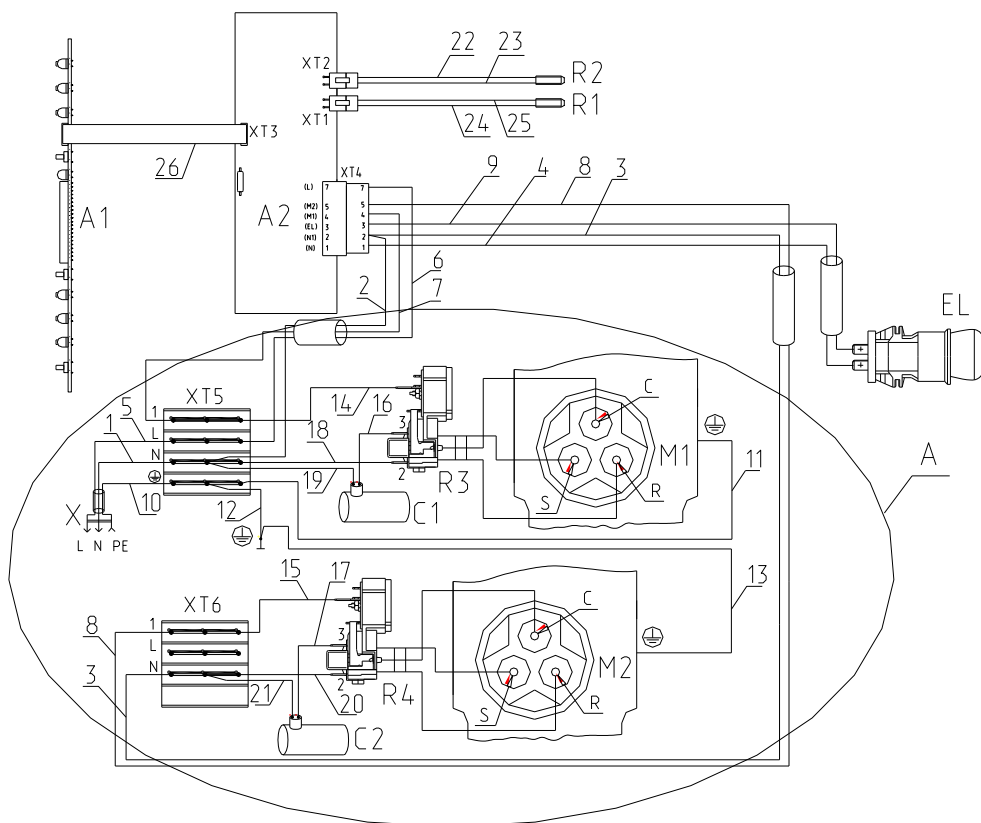 22 23
XT2 R2
XT1 R1
24 25
XT3
26
XT4
A1
A2
(L) 7 7
(M2) 5 5
(M1) 4 4
(EL) 3 3
(N1) 2 2
(N) 1 1
9 4 8 3
6
2 7
EL
XT5
1
L
N
5
1
10
12
14 16
18
19
3
2
R3
C1
C
M1
S R
11
A
X
L N PE
13
15 17
XT6
1
L
N
8
3
21
20
3
2
R4
C2
C
M2
S R